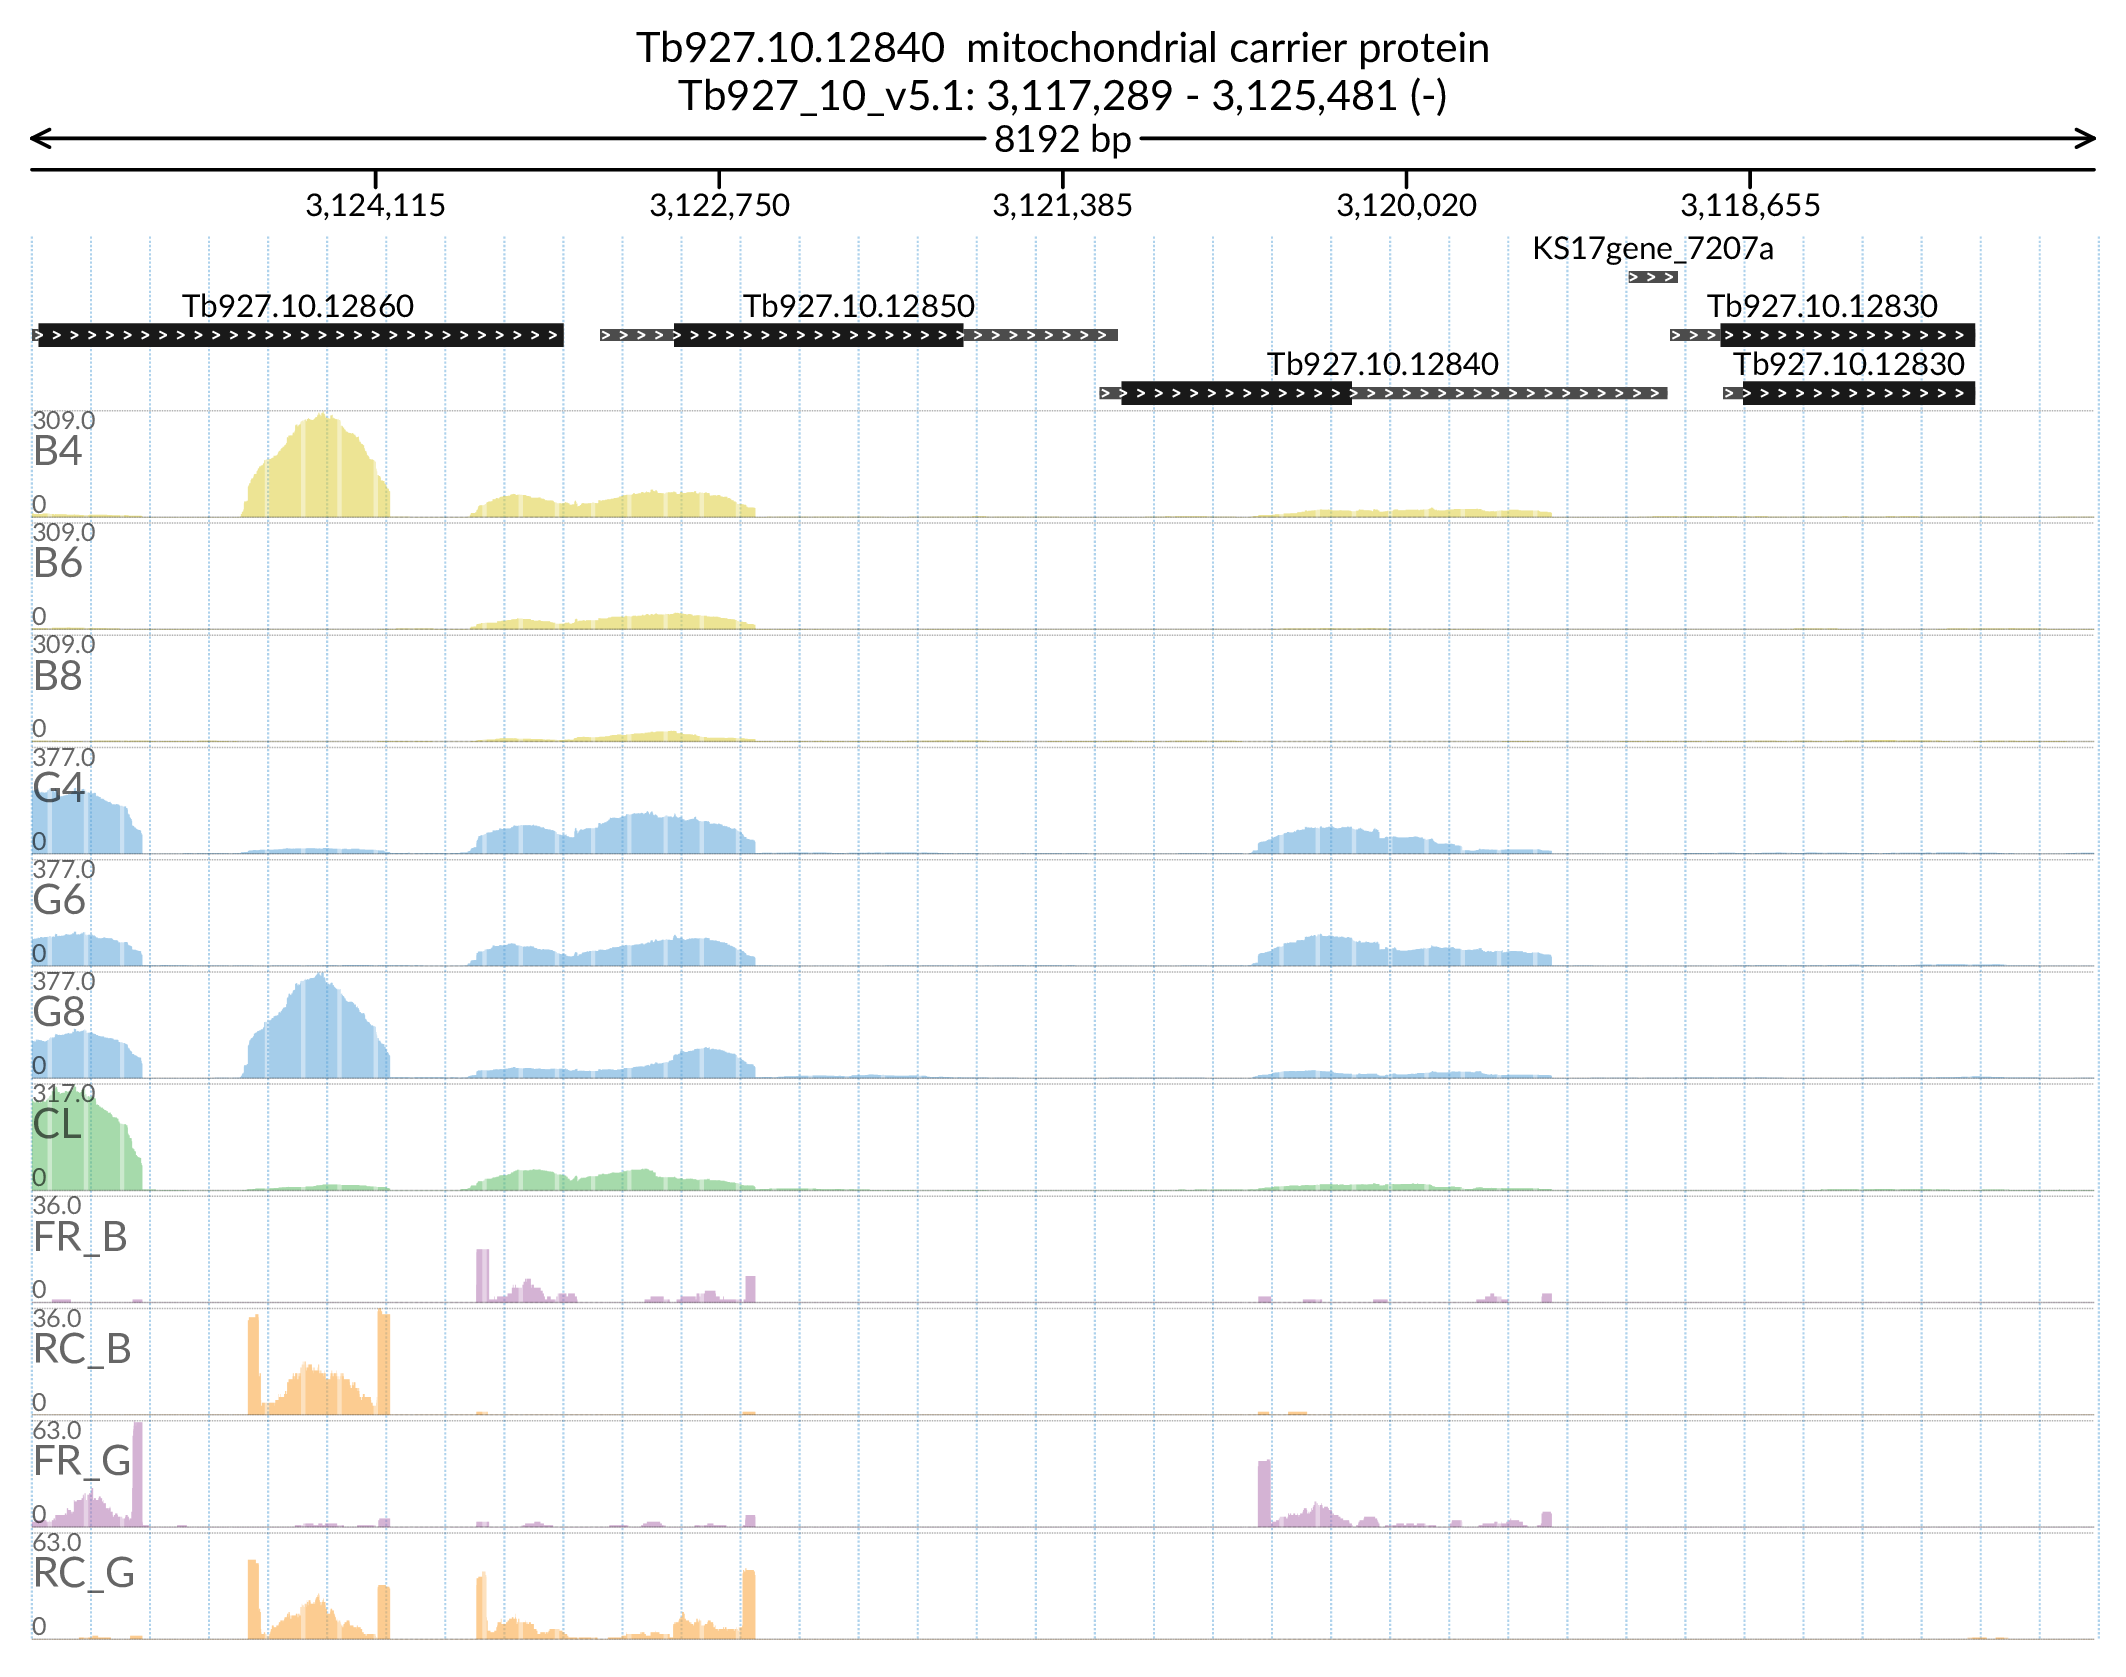 Tb927.10.12840  mitochondrial carrier protein
Tb927_10_v5.1: 3,117,289 - 3,125,481 (-)
8192 bp
3,124,115 3,122,750 3,121,385 3,120,020 3,118,655
KS17gene_7207a
Tb927.10.12860 Tb927.10.12850 Tb927.10.12830
Tb927.10.12840 Tb927.10.12830
309.0
B4
0
309.0
B6
0
309.0
B8
0
377.0
G4
0
377.0
G6
0
377.0
G8
0
317.0
CL
0
36.0
FR_B
0
36.0
RC_B
0
63.0
FR_G
0
63.0
RC_G
0